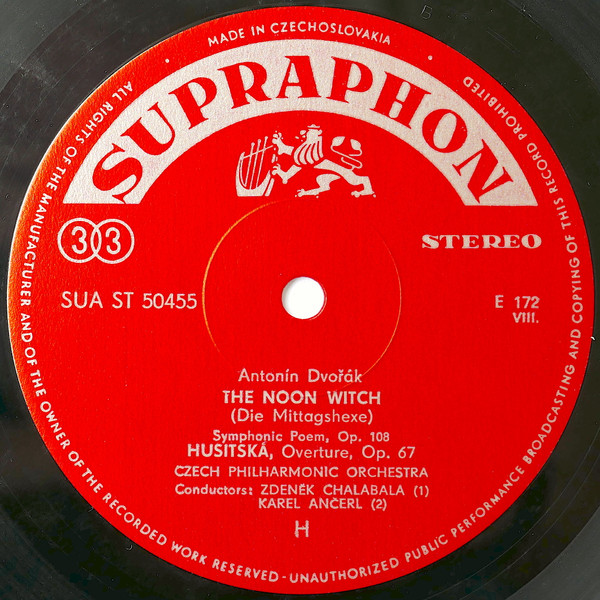 MADE IN CZECHOSLOVAKIA
ALL RIGHTS OF THE MANUFACTURER AND OF THE OWNER OF THE RECORDED WORK RESERVED - UNAUTHORIZED PUBLIC PERFORMANCE BROADCASTING AND COPYING OF THIS RECORD PROHIBITED
SUPRAPHON
33
STEREO
SUA ST 50455
E 172
VIII.
Antonín Dvořák
THE NOON WITCH
(Die Mittagshexe)
Symphonic Poem, Op. 108
HUSITSKÁ, Overture, Op. 67
CZECH PHILHARMONIC ORCHESTRA
Conductors: ZDENĚK CHALABALA (1)
KAREL ANČERL (2)
H